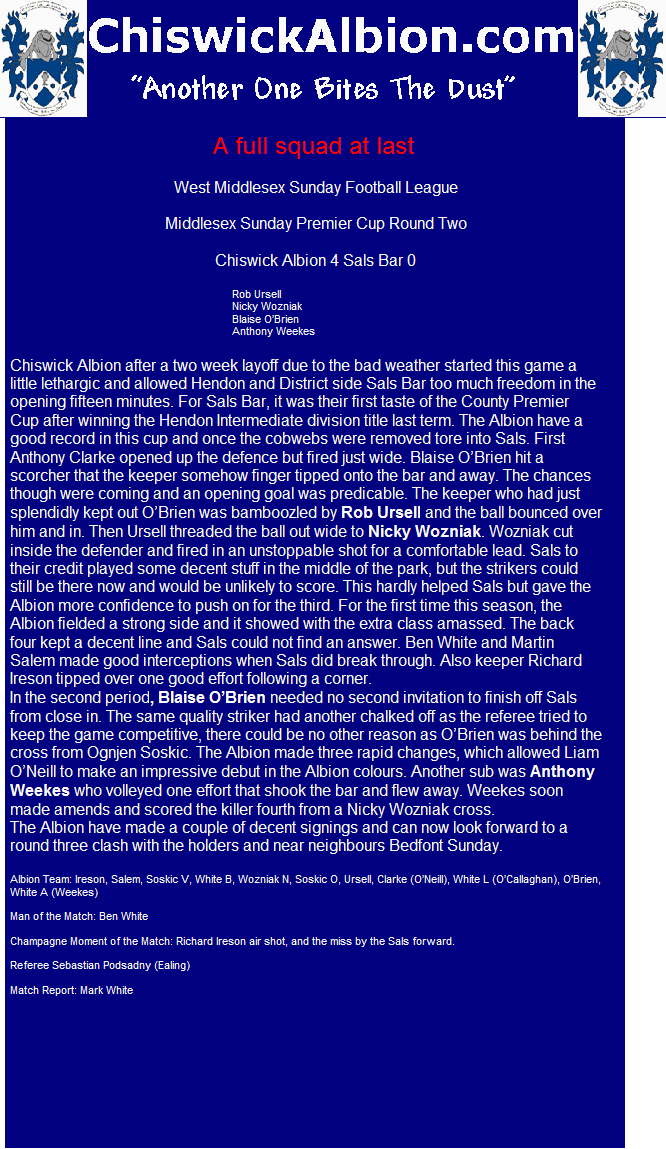 ChiswickAlbion.com
“Another One Bites The Dust”
A full squad at last
West Middlesex Sunday Football League
Middlesex Sunday Premier Cup Round Two
Chiswick Albion 4 Sals Bar 0
Rob Ursell
Nicky Wozniak
Blaise O'Brien
Anthony Weekes
Chiswick Albion after a two week layoff due to the bad weather started this game a
little lethargic and allowed Hendon and District side Sals Bar too much freedom in the
opening fifteen minutes. For Sals Bar, it was their first taste of the County Premier
Cup after winning the Hendon Intermediate division title last term. The Albion have a
good record in this cup and once the cobwebs were removed tore into Sals. First
Anthony Clarke opened up the defence but fired just wide. Blaise O’Brien hit a
scorcher that the keeper somehow finger tipped onto the bar and away. The chances
though were coming and an opening goal was predicable. The keeper who had just
splendidly kept out O’Brien was bamboozled by Rob Ursell and the ball bounced over
him and in. Then Ursell threaded the ball out wide to Nicky Wozniak. Wozniak cut
inside the defender and fired in an unstoppable shot for a comfortable lead. Sals to
their credit played some decent stuff in the middle of the park, but the strikers could
still be there now and would be unlikely to score. This hardly helped Sals but gave the
Albion more confidence to push on for the third. For the first time this season, the
Albion fielded a strong side and it showed with the extra class amassed. The back
four kept a decent line and Sals could not find an answer. Ben White and Martin
Salem made good interceptions when Sals did break through. Also keeper Richard
Ireson tipped over one good effort following a corner.
In the second period, Blaise O’Brien needed no second invitation to finish off Sals
from close in. The same quality striker had another chalked off as the referee tried to
keep the game competitive, there could be no other reason as O’Brien was behind the
cross from Ognjen Soskic. The Albion made three rapid changes, which allowed Liam
O’Neill to make an impressive debut in the Albion colours. Another sub was Anthony
Weekes who volleyed one effort that shook the bar and flew away. Weekes soon
made amends and scored the killer fourth from a Nicky Wozniak cross.
The Albion have made a couple of decent signings and can now look forward to a
round three clash with the holders and near neighbours Bedfont Sunday.
Albion Team: Ireson, Salem, Soskic V, White B, Wozniak N, Soskic O, Ursell, Clarke (O'Neill), White L (O'Callaghan), O'Brien,
White A (Weekes)
Man of the Match: Ben White
Champagne Moment of the Match: Richard Ireson air shot, and the miss by the Sals forward.
Referee Sebastian Podsadny (Ealing)
Match Report: Mark White